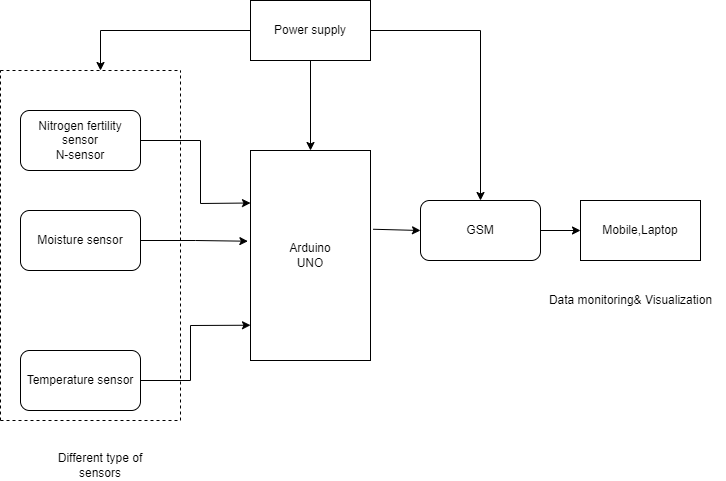 Power supply
Nitrogen fertility
sensor
N-sensor
Moisture sensor
Arduino
UNO
GSM
Mobile,Laptop
Data monitoring& Visualization
Temperature sensor
Different type of
sensors